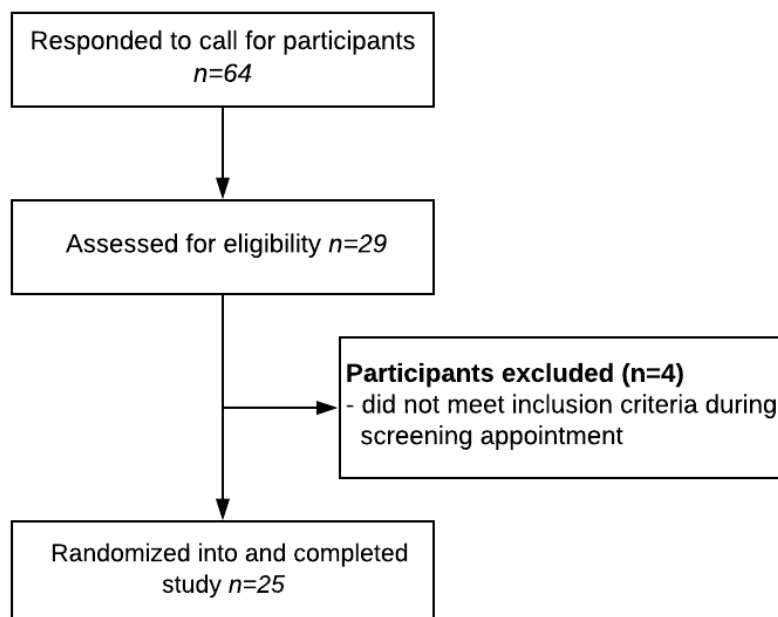 Responded to call for participants
n=64
Assessed for eligibility n=29
Participants excluded (n=4)
- did not meet inclusion criteria during
screening appointment
Randomized into and completed
study n=25